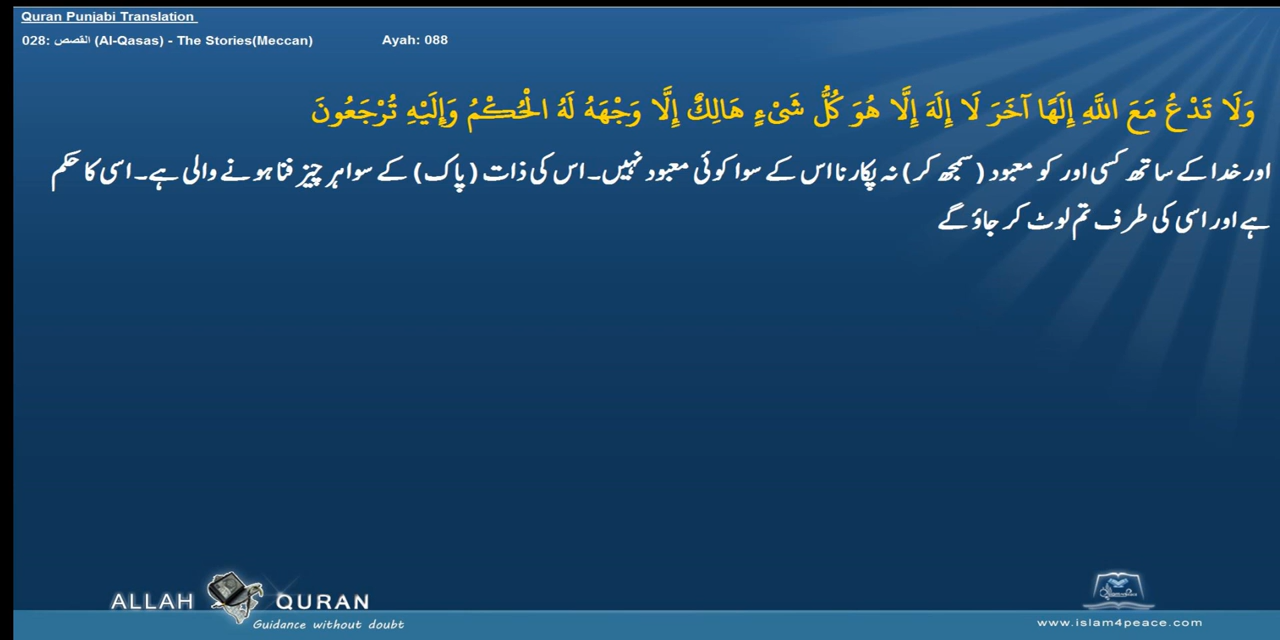 Quran Punjabi Translation
028: القصص (Al-Qasas) - The Stories(Meccan) Ayah: 088
وَلَا تَدْعُ مَعَ اللَّهِ إِلَهًا آخَرَ لَا إِلَهَ إِلَّا هُوَ كُلُّ شَيْءٍ هَالِكٌ إِلَّا وَجْهَهُ لَهُ الْحُكْمُ وَإِلَيْهِ تُرْجَعُونَ
اور خدا کے ساتھ کسی اور کو معبود (سمجھ کر) نہ پکارنا اس کے سوا کوئی معبود نہیں۔ اس کی ذات (پاک) کے سوا ہر چیز فنا ہونے والی ہے۔ اسی کا حکم
ہے اور اسی کی طرف تم لوٹ کر جاؤ گے
ALLAH QURAN
Guidance without doubt
www.islam4peace.com